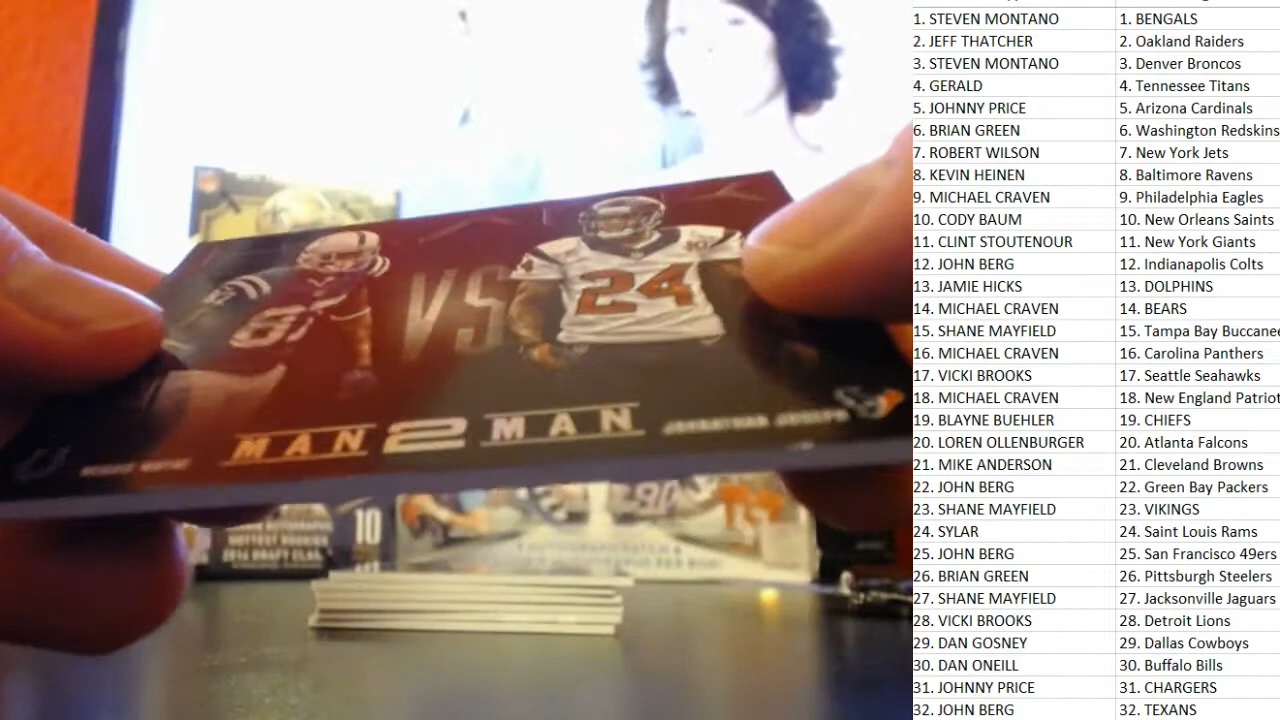 1. STEVEN MONTANO 1. BENGALS
2. JEFF THATCHER 2. Oakland Raiders
3. STEVEN MONTANO 3. Denver Broncos
4. GERALD 4. Tennessee Titans
5. JOHNNY PRICE 5. Arizona Cardinals
6. BRIAN GREEN 6. Washington Redskins
7. ROBERT WILSON 7. New York Jets
8. KEVIN HEINEN 8. Baltimore Ravens
9. MICHAEL CRAVEN 9. Philadelphia Eagles
10. CODY BAUM 10. New Orleans Saints
11. CLINT STOUTENOUR 11. New York Giants
12. JOHN BERG 12. Indianapolis Colts
13. JAMIE HICKS 13. DOLPHINS
14. MICHAEL CRAVEN 14. BEARS
15. SHANE MAYFIELD 15. Tampa Bay Buccanee
16. MICHAEL CRAVEN 16. Carolina Panthers
17. VICKI BROOKS 17. Seattle Seahawks
18. MICHAEL CRAVEN 18. New England Patriot
19. BLAYNE BUEHLER 19. CHIEFS
20. LOREN OLLENBURGER 20. Atlanta Falcons
21. MIKE ANDERSON 21. Cleveland Browns
22. JOHN BERG 22. Green Bay Packers
23. SHANE MAYFIELD 23. VIKINGS
24. SYLAR 24. Saint Louis Rams
25. JOHN BERG 25. San Francisco 49ers
26. BRIAN GREEN 26. Pittsburgh Steelers
27. SHANE MAYFIELD 27. Jacksonville Jaguars
28. VICKI BROOKS 28. Detroit Lions
29. DAN GOSNEY 29. Dallas Cowboys
30. DAN ONEILL 30. Buffalo Bills
31. JOHNNY PRICE 31. CHARGERS
32. JOHN BERG 32. TEXANS
VS
24
MAN 2 MAN
JOHNATHAN JOSEPH
10
HOTTEST ROOKIES
2014 DRAFT CLASS
90